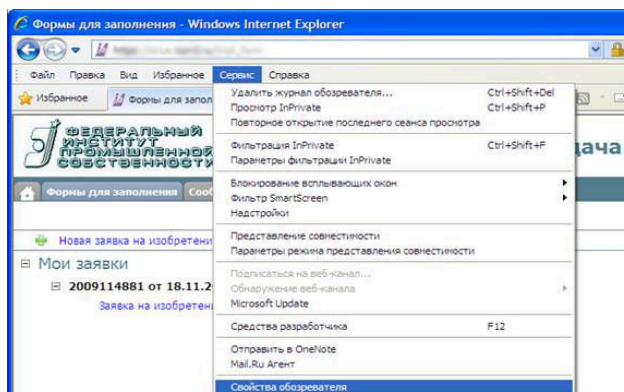 Формы для заполнения - Windows Internet Explorer
Файл Правка Вид Избранное Сервис Справка
Избранное Формы для запол
ФЕДЕРАЛЬНЫЙ
ИНСТИТУТ
ПРОМЫШЛЕННОЙ
СОБСТВЕННОСТИ
дача
Формы для заполнения Сооб
Новая заявка на изобретени
Мои заявки
2009114881 от 18.11.2
Заявка на изобретен
Удалить журнал обозревателя... Ctrl+Shift+Del
Просмотр InPrivate Ctrl+Shift+P
Повторное открытие последнего сеанса просмотра
Фильтрация InPrivate Ctrl+Shift+F
Параметры фильтрации InPrivate
Блокирование всплывающих окон
Фильтр SmartScreen
Надстройки
Представление совместимости
Параметры режима представления совместимости
Подписаться на веб-канал...
Обнаружение веб-канала
Microsoft Update
Средства разработчика F12
Отправить в OneNote
Mail.Ru Агент
Свойства обозревателя